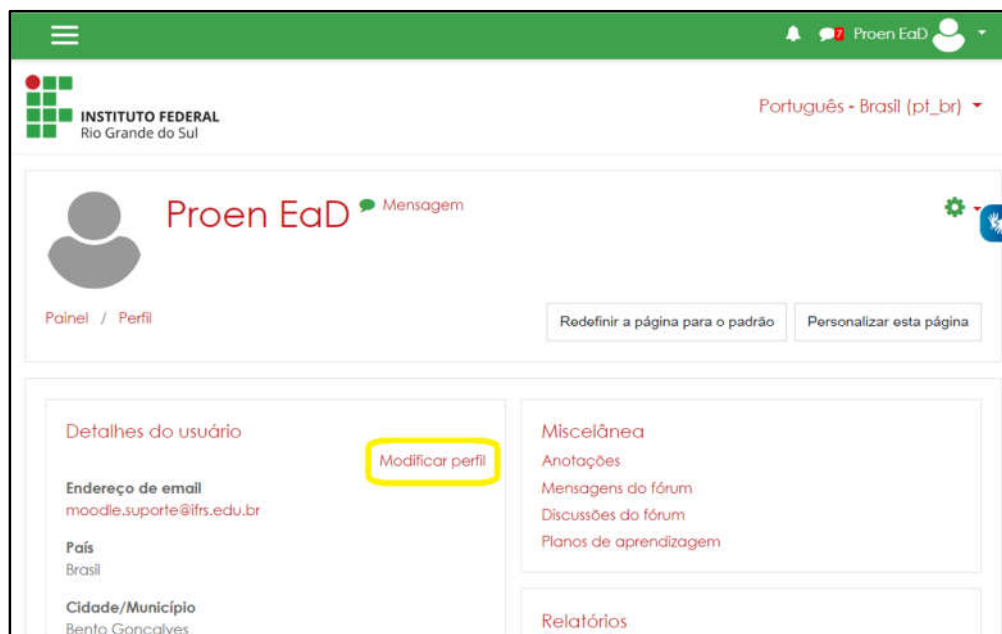 7 Proen EaD
INSTITUTO FEDERAL
Rio Grande do Sul
Português - Brasil (pt_br)
Proen EaD
Mensagem
Painel / Perfil
Redefinir a página para o padrão
Personalizar esta página
Detalhes do usuário
Modificar perfil
Endereço de email
moodle.suporte@ifrs.edu.br
País
Brasil
Cidade/Município
Bento Gonçalves
Miscelânea
Anotações
Mensagens do fórum
Discussões do fórum
Planos de aprendizagem
Relatórios